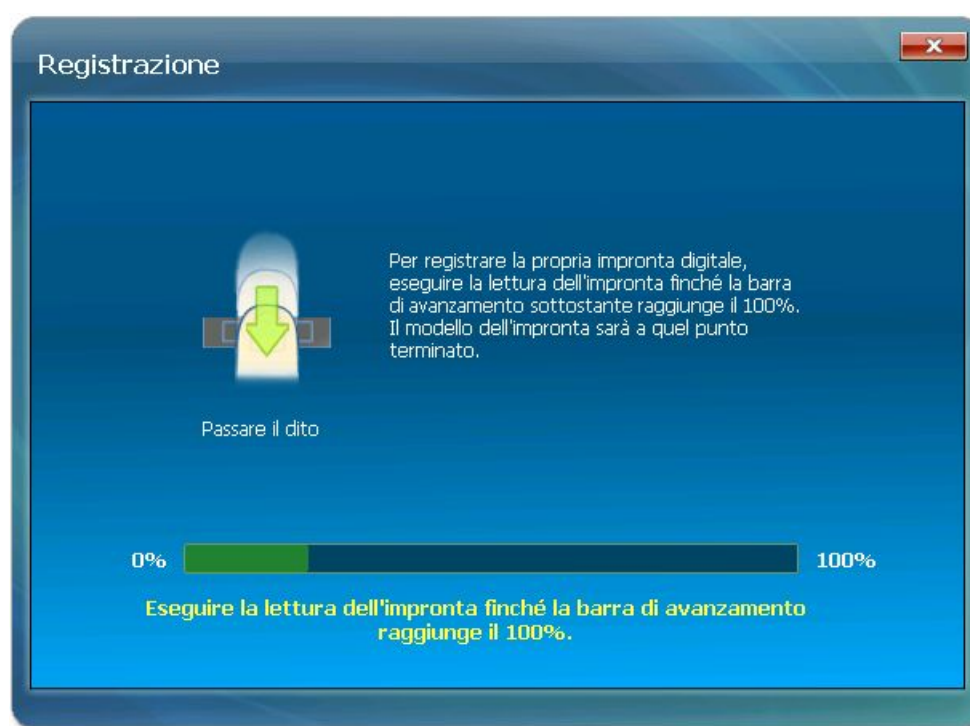 Registrazione
Per registrare la propria impronta digitale,
eseguire la lettura dell'impronta finché la barra
di avanzamento sottostante raggiunge il 100%.
Il modello dell'impronta sarà a quel punto
terminato.
Passare il dito
0%
100%
Eseguire la lettura dell'impronta finché la barra di avanzamento
raggiunge il 100%.